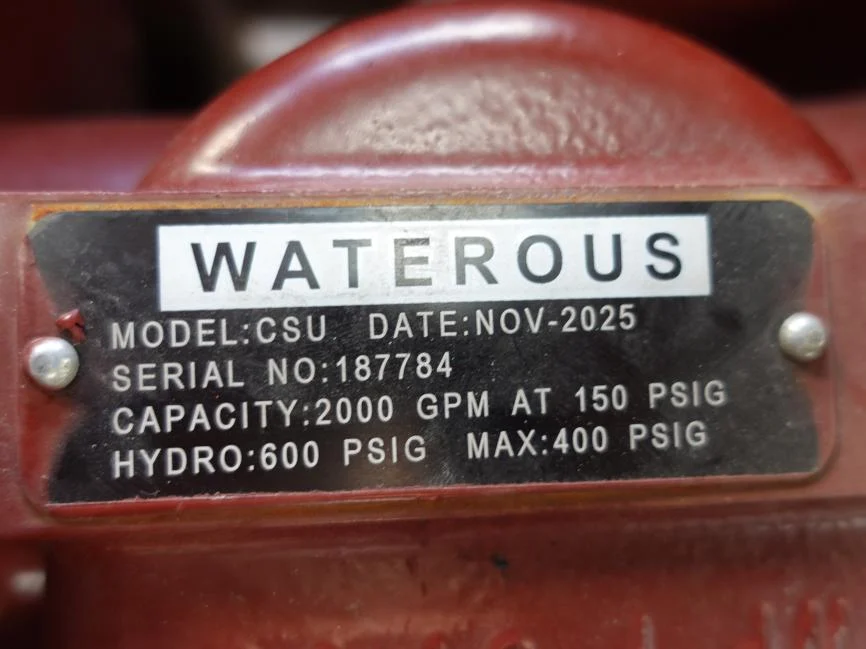 WATEROUS
MODEL:CSU DATE:NOV-2025
SERIAL NO:187784
CAPACITY:2000 GPM AT 150 PSIG
HYDRO:600 PSIG MAX:400 PSIG